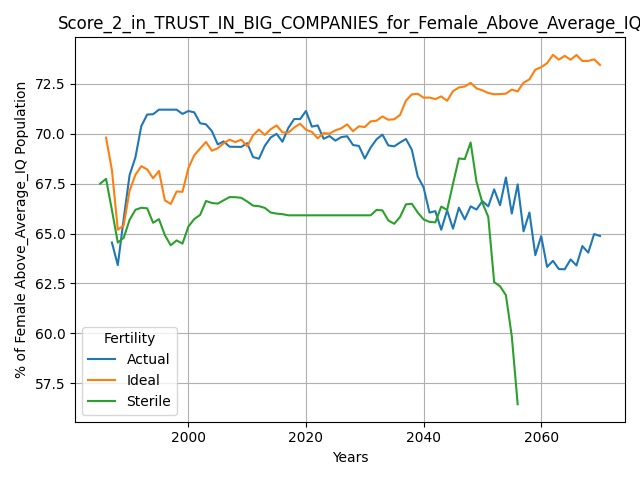 Score_2_in_TRUST_IN_BIG_COMPANIES_for_Female_Above_Average_IQ
% of Female Above_Average_IQ Population
72.5
70.0
67.5
65.0
62.5
60.0
57.5
Fertility
Actual
Ideal
Sterile
2000
2020
2040
2060
Years